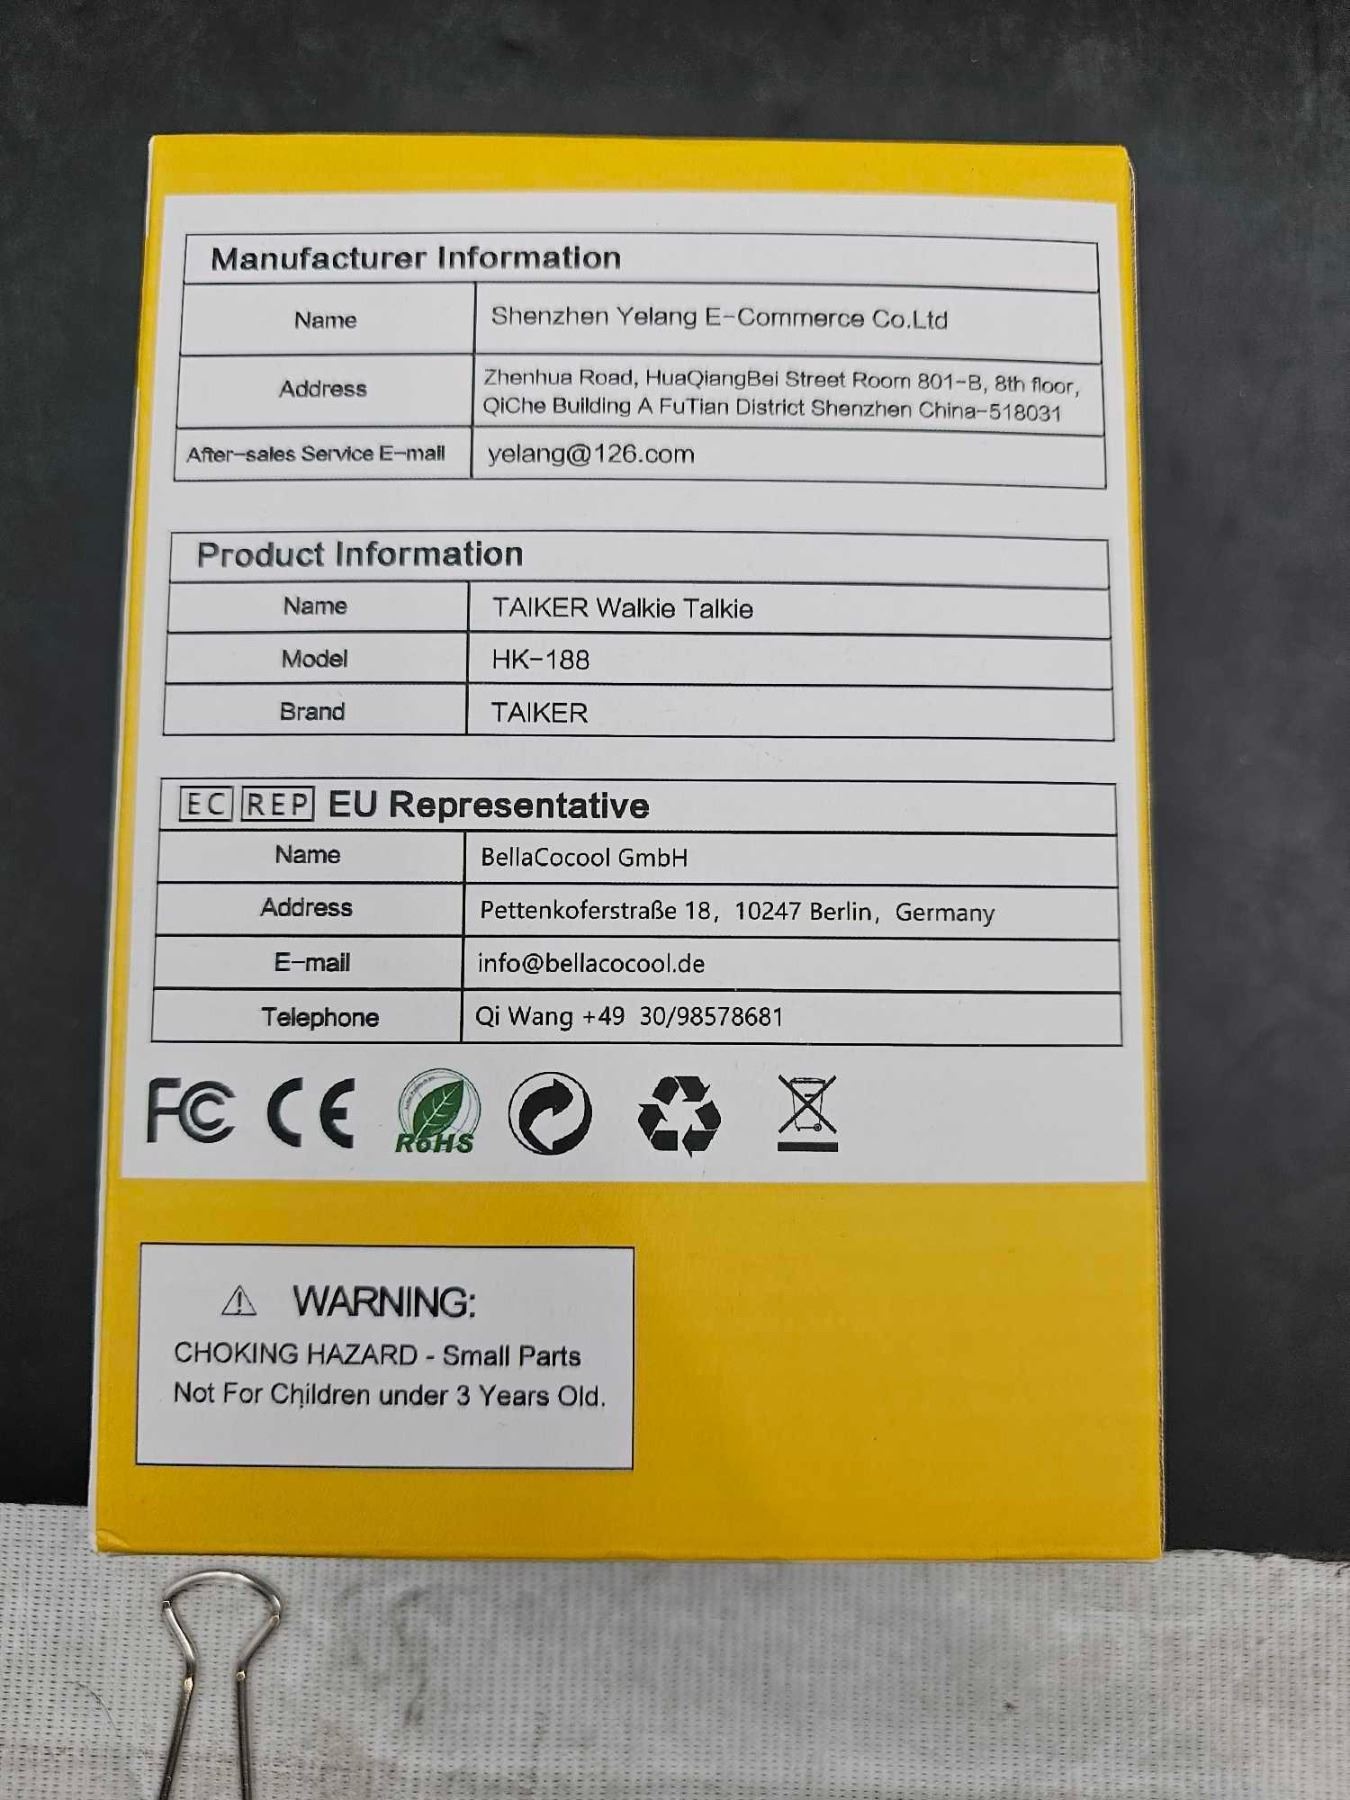 Manufacturer Information
Name Shenzhen Yelang E-Commerce Co.Ltd
Address Zhenhua Road, HuaQiangBei Street Room 801-B, 8th floor,
QiChe Building A FuTian District Shenzhen China-518031
After-sales Service E-mail yelang@126.com
Product Information
Name TAIKER Walkie Talkie
Model HK-188
Brand TAIKER
EC REP EU Representative
Name BellaCocool GmbH
Address Pettenkoferstraße 18, 10247 Berlin, Germany
E-mail info@bellacocool.de
Telephone Qi Wang +49 30/98578681
FC CE RoHS
WARNING:
CHOKING HAZARD - Small Parts
Not For Children under 3 Years Old.